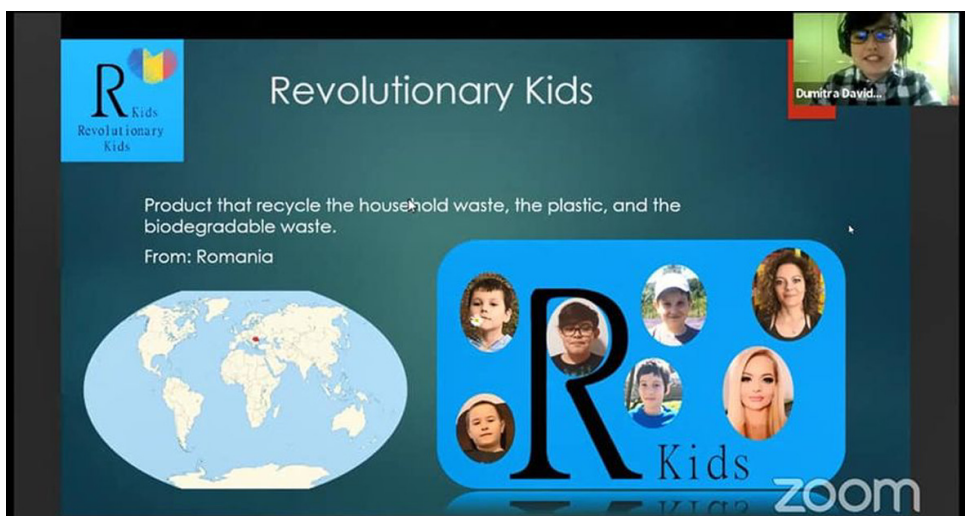 R Kids
Revolutionary
Kids
Revolutionary Kids
Dumitra David...
Product that recycle the household waste, the plastic, and the
biodegradable waste.
From: Romania
R Kids
zoom